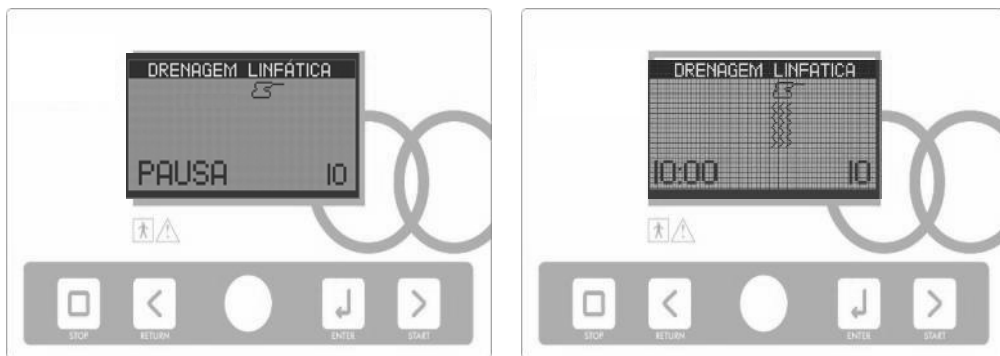 DRENAGEM LINFÁTICA
PAUSA 10
STOP RETURN ENTER START
DRENAGEM LINFATICA
10:00 10
STOP RETURN ENTER START